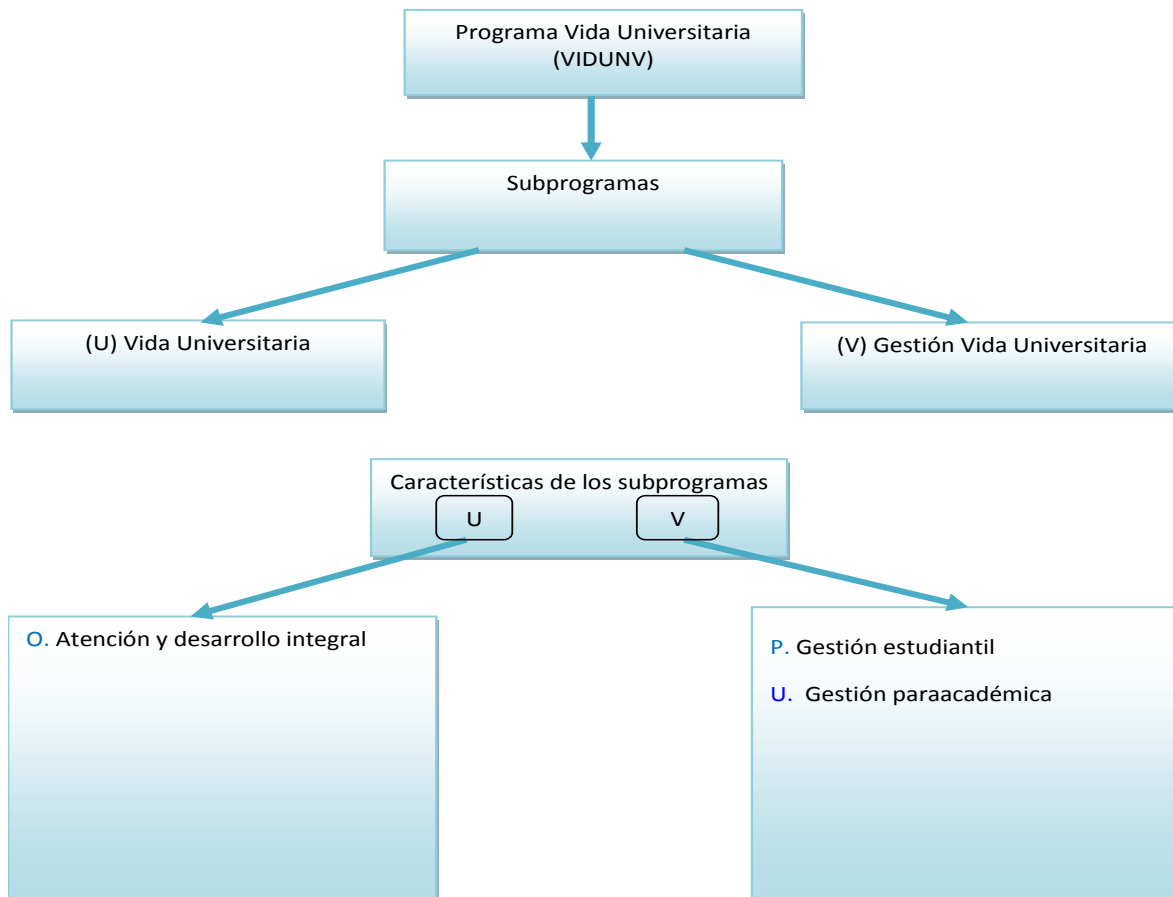 Programa Vida Universitaria
(VIDUNV)
Subprogramas
(U) Vida Universitaria
(V) Gestión Vida Universitaria
Características de los subprogramas
U
V
O. Atención y desarrollo integral
P. Gestión estudiantil
U. Gestión paraacadémica